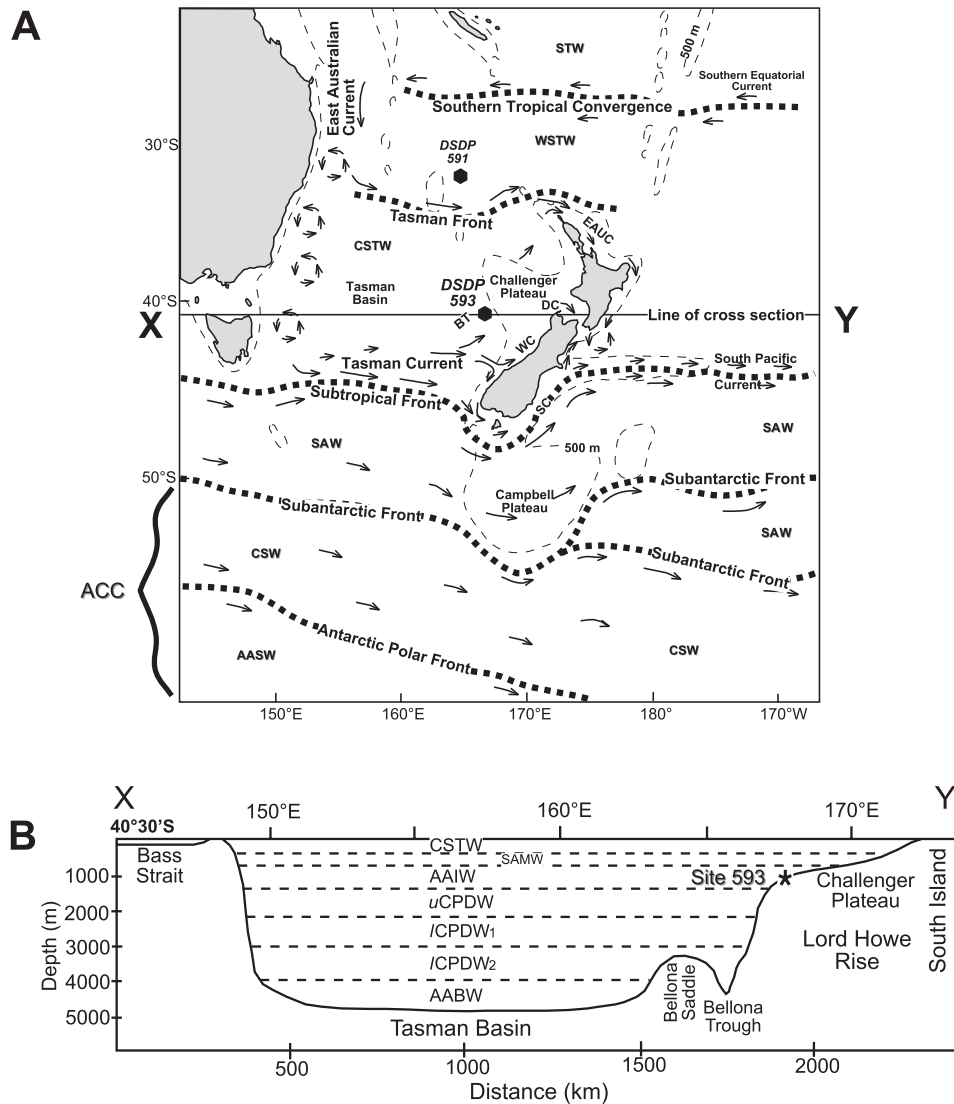 A
STW
500 m
Southern Equatorial
Current
East Australian
Current
Southern Tropical Convergence
30°S
DSDP
591
WSTW
Tasman Front
EAUC
CSTW
Tasman
Basin
DSDP
593
Challenger
Plateau
40°S
BT
DC
X
Line of cross section
Y
WC
Tasman Current
South Pacific
Current
Subtropical Front
SC
SAW
SAW
500 m
50°S
Subantarctic Front
Subantarctic Front
Campbell
Plateau
SAW
CSW
Subantarctic Front
ACC
Antarctic Polar Front
AASW
CSW
150°E
160°E
170°E
180°
170°W
X
Y
B
40°30'S
150°E
160°E
170°E
Bass
Strait
CSTW
SAMW
AAIW
Site 593
*
Challenger
Plateau
uCPDW
lCPDW1
Lord Howe
Rise
lCPDW2
AABW
Bellona
Saddle
Bellona
Trough
South Island
Tasman Basin
Depth (m)
1000
2000
3000
4000
5000
500
1000
1500
2000
Distance (km)